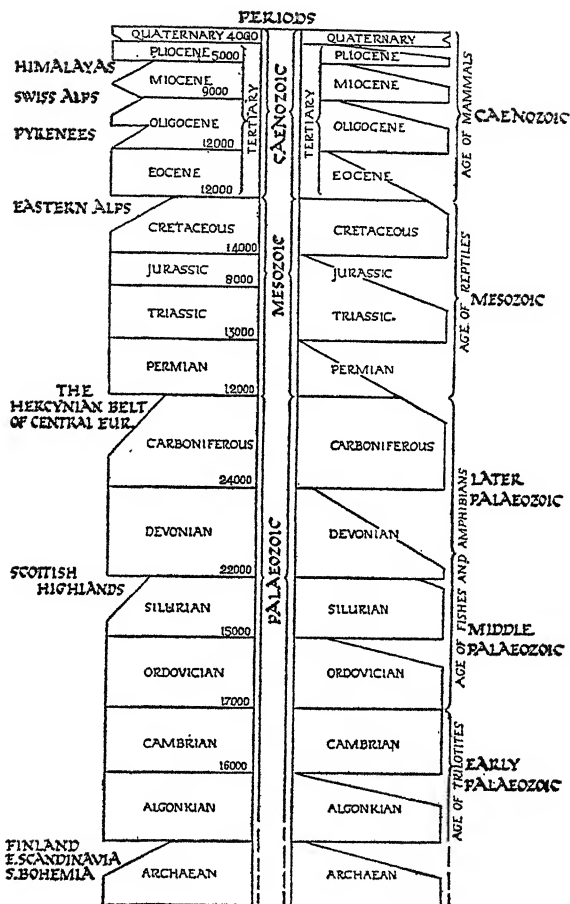 PERIODS
QUATERNARY 4000
PLIOCENE
5000
HIMALAYAS
MIOCENE
9000
SWISS ALPS
OLIGOCENE
PYRENEES
12000
EOCENE
12000
TERTIARY
EASTERN ALPS
CRETACEOUS
14000
JURASSIC
8000
TRIASSIC
13000
PERMIAN
12000
THE
HERCYNIAN BELT
OF CENTRAL EUR.
CARBONIFEROUS
24000
DEVONIAN
22000
SCOTTISH
HIGHLANDS
SILURIAN
15000
ORDOVICIAN
17000
CAMBRIAN
16000
ALGONKIAN
FINLAND
E.SCANDINAVIA
S.BOHEMIA
ARCHAEAN
CAENOZOIC
MESOZOIC
PALAEOZOIC
QUATERNARY
PLIOCENE
MIOCENE
OLIGOCENE
EOCENE
TERTIARY
CRETACEOUS
JURASSIC
TRIASSIC.
PERMIAN
CARBONIFEROUS
DEVONIAN
SILURIAN
ORDOVICIAN
CAMBRIAN
ALGONKIAN
ARCHAEAN
AGE OF MAMMALS
CAENOZOIC
AGE OF REPTILES
MESOZOIC
AGE OF FISHES AND AMPHIBIANS
LATER
PALAEOZOIC
MIDDLE
PALAEOZOIC
AGE OF TRILOTITES
EARLY
PALAEOZOIC